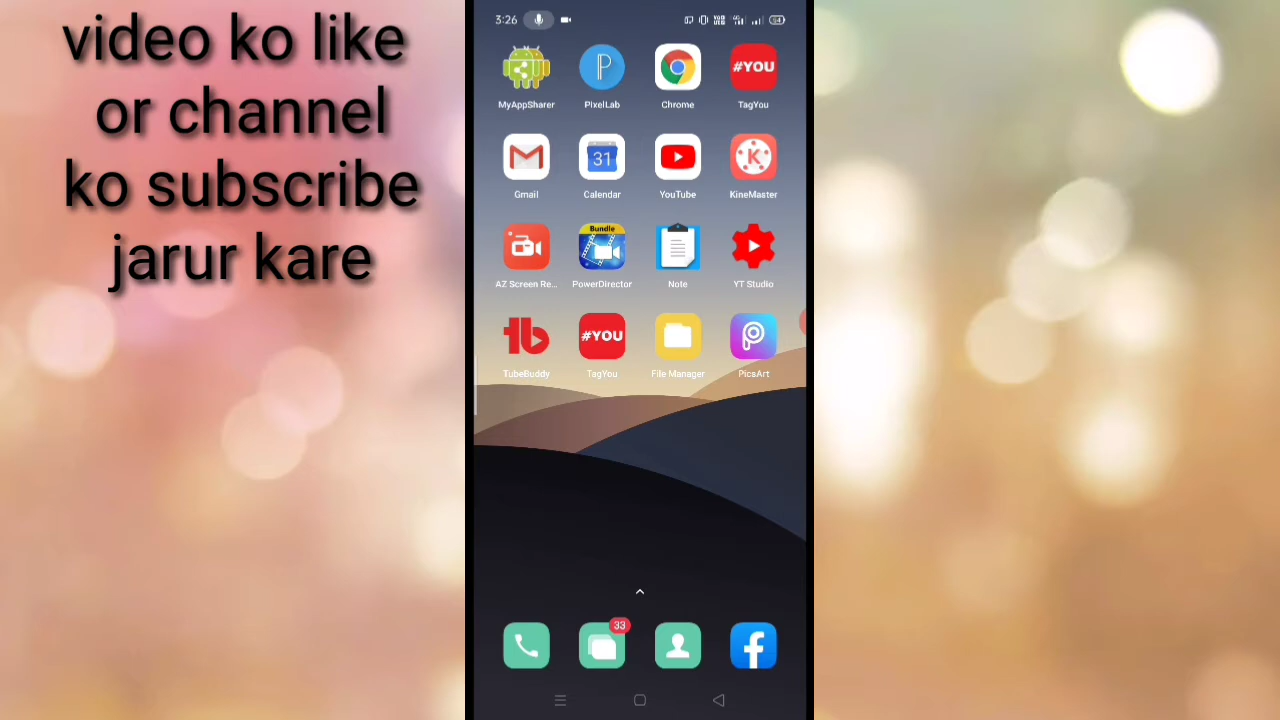 video ko like
or channel
ko subscribe
jarur kare
3:26
MyAppSharer
PixelLab
Chrome
#YOU
TagYou
31
Gmail
Calendar
YouTube
K
KineMaster
Bundle
AZ Screen Re...
PowerDirector
Note
YT Studio
tb
#YOU
TubeBuddy
TagYou
File Manager
PicsArt
33